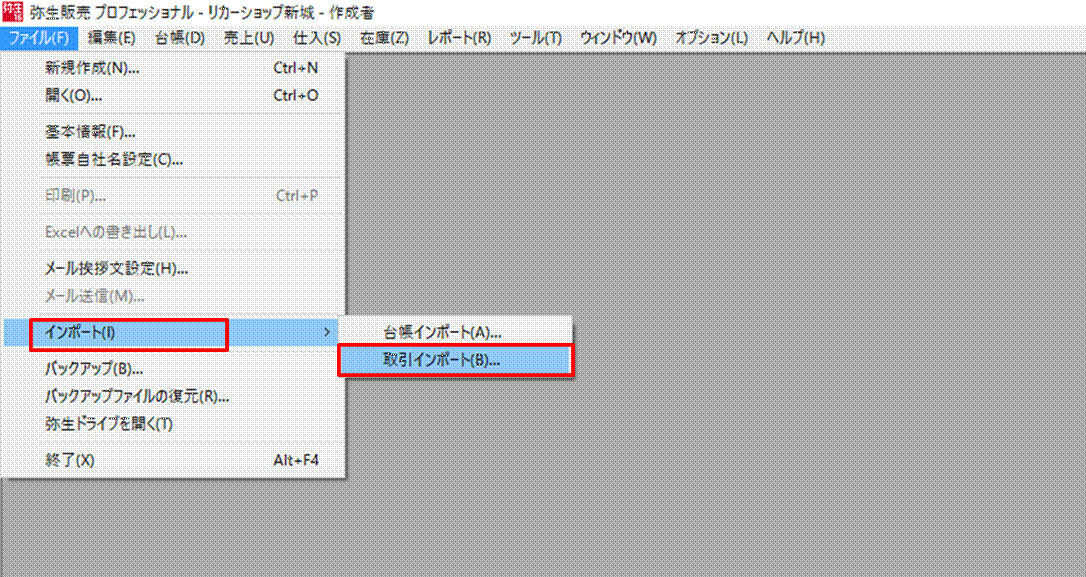 弥生 16 弥生販売 プロフェッショナル - リカーショップ新城 - 作成者
ファイル(F) 編集(E) 台帳(D) 売上(U) 仕入(S) 在庫(Z) レポート(R) ツール(T) ウインドウ(W) オプション(L) ヘルプ(H)
新規作成(N)... Ctrl+N
開く(O)... Ctrl+O
基本情報(F)...
帳票自社名設定(C)...
印刷(P)... Ctrl+P
Excelへの書き出し(L)...
メール挨拶文設定(H)...
メール送信(M)...
インポート(I) >
台帳インポート(A)...
取引インポート(B)...
バックアップ(B)...
バックアップファイルの復元(R)...
弥生ドライブを開く(T)
終了(X) Alt+F4